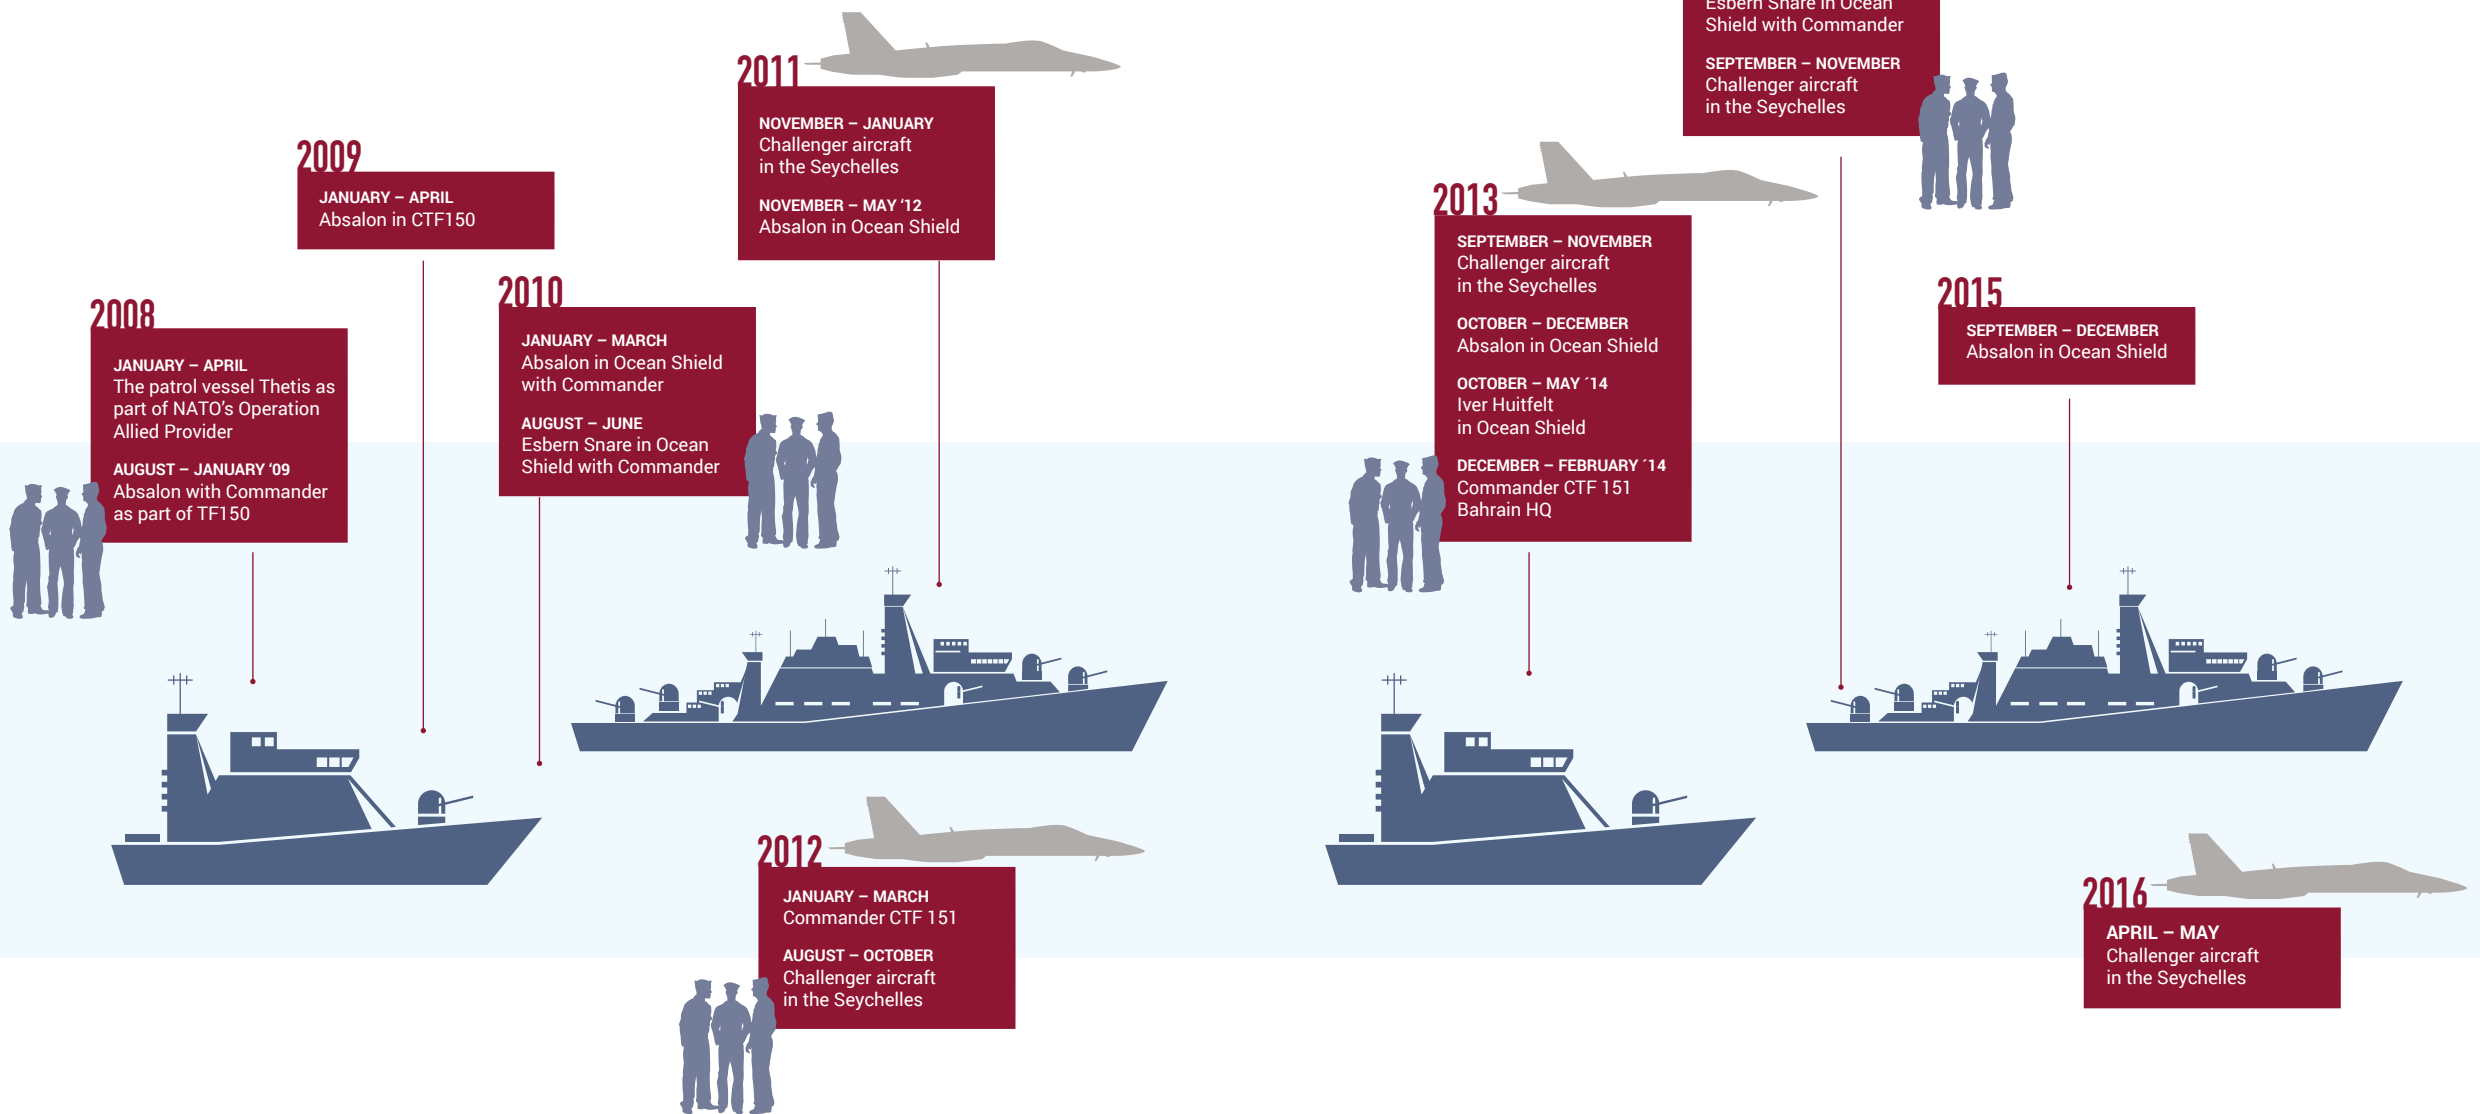 2008
JANUARY – APRIL
The patrol vessel Thetis as
part of NATO's Operation
Allied Provider
AUGUST – JANUARY ‘09
Absalon with Commander
as part of TF150
2009
JANUARY – APRIL
Absalon in CTF150
2010
JANUARY – MARCH
Absalon in Ocean Shield
with Commander
AUGUST – JUNE
Esbern Snare in Ocean
Shield with Commander
2011
NOVEMBER – JANUARY
Challenger aircraft
in the Seychelles
NOVEMBER – MAY ‘12
Absalon in Ocean Shield
2012
JANUARY – MARCH
Commander CTF 151
AUGUST – OCTOBER
Challenger aircraft
in the Seychelles
2013
SEPTEMBER – NOVEMBER
Challenger aircraft
in the Seychelles
OCTOBER – DECEMBER
Absalon in Ocean Shield
OCTOBER – MAY ´14
Iver Huitfelt
in Ocean Shield
DECEMBER – FEBRUARY ´14
Commander CTF 151
Bahrain HQ
Esbern Snare in Ocean
Shield with Commander
SEPTEMBER – NOVEMBER
Challenger aircraft
in the Seychelles
2015
SEPTEMBER – DECEMBER
Absalon in Ocean Shield
2016
APRIL – MAY
Challenger aircraft
in the Seychelles